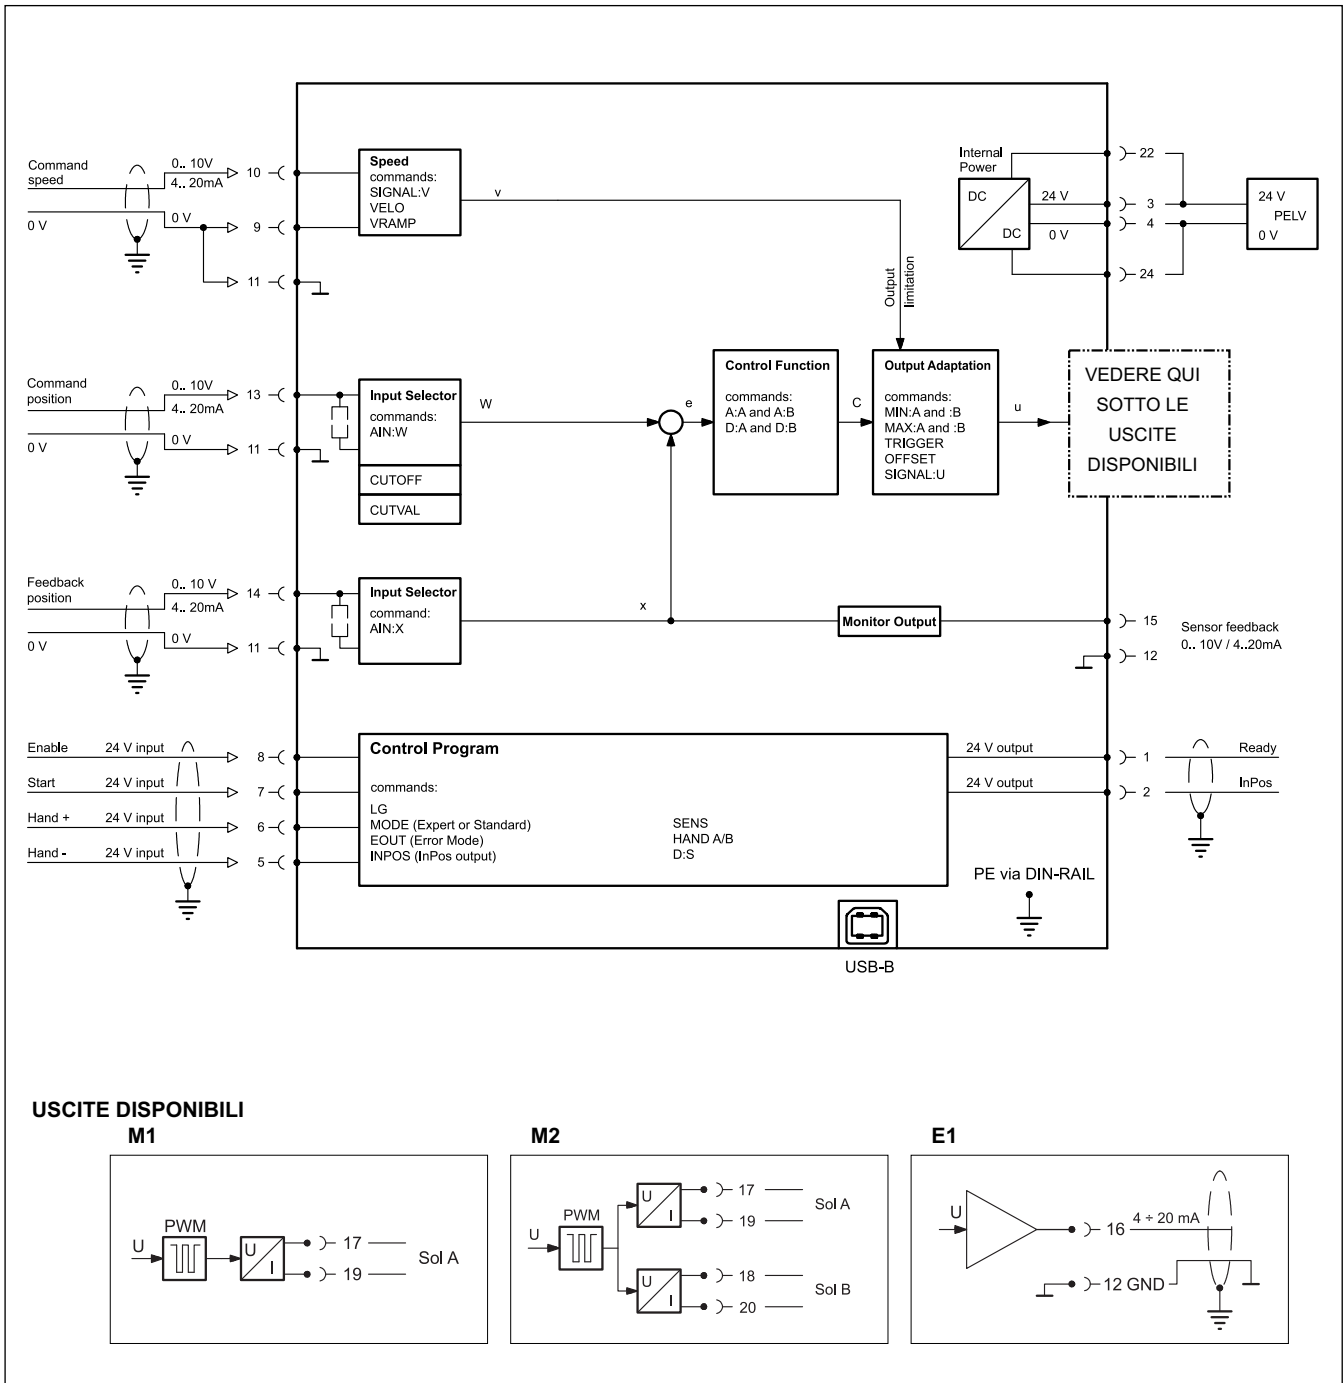 Command
speed
0.. 10V
4.. 20mA
10
0 V
0 V
9
11
Speed
commands:
SIGNAL:V
VELO
VRAMP
v
Output
limitation
Internal
Power
DC
DC
24 V
0 V
22
3
4
24
24 V
PELV
0 V
Command
position
0.. 10V
4.. 20mA
13
0 V
0 V
11
Input Selector
commands:
AIN:W
CUTOFF
CUTVAL
W
e
Control Function
commands:
A:A and A:B
D:A and D:B
C
Output Adaptation
commands:
MIN:A and :B
MAX:A and :B
TRIGGER
OFFSET
SIGNAL:U
u
VEDERE QUI
SOTTO LE
USCITE
DISPONIBILI
Feedback
position
0.. 10 V
4.. 20mA
14
0 V
0 V
11
Input Selector
command:
AIN:X
x
Monitor Output
15
12
Sensor feedback
0.. 10V / 4..20mA
Enable 24 V input 8
Start 24 V input 7
Hand + 24 V input 6
Hand - 24 V input 5
Control Program
commands:
LG
MODE (Expert or Standard)
EOUT (Error Mode)
INPOS (InPos output)
SENS
HAND A/B
D:S
24 V output 1 Ready
24 V output 2 InPos
PE via DIN-RAIL
USB-B
USCITE DISPONIBILI
M1
U
PWM
U
I
17
19
Sol A
M2
U
PWM
U
I
17
19
Sol A
U
I
18
20
Sol B
E1
U
16
4 ÷ 20 mA
12 GND